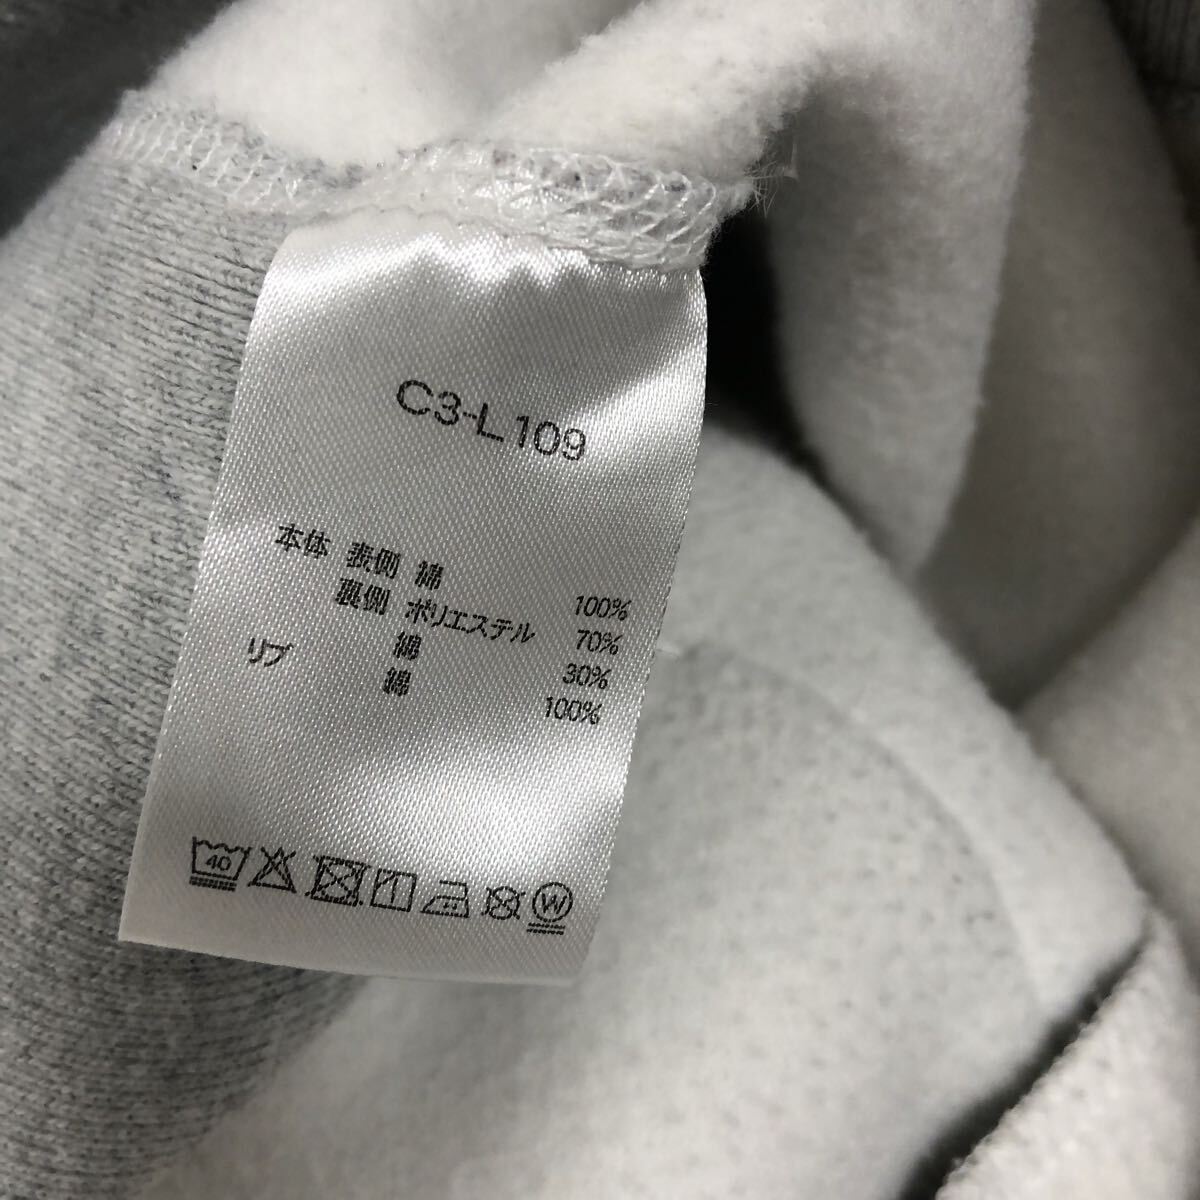 C3-L109
本体 表側 綿 100%
裏側 ポリエステル 70%
綿 30%
リブ 綿 100%
40 W